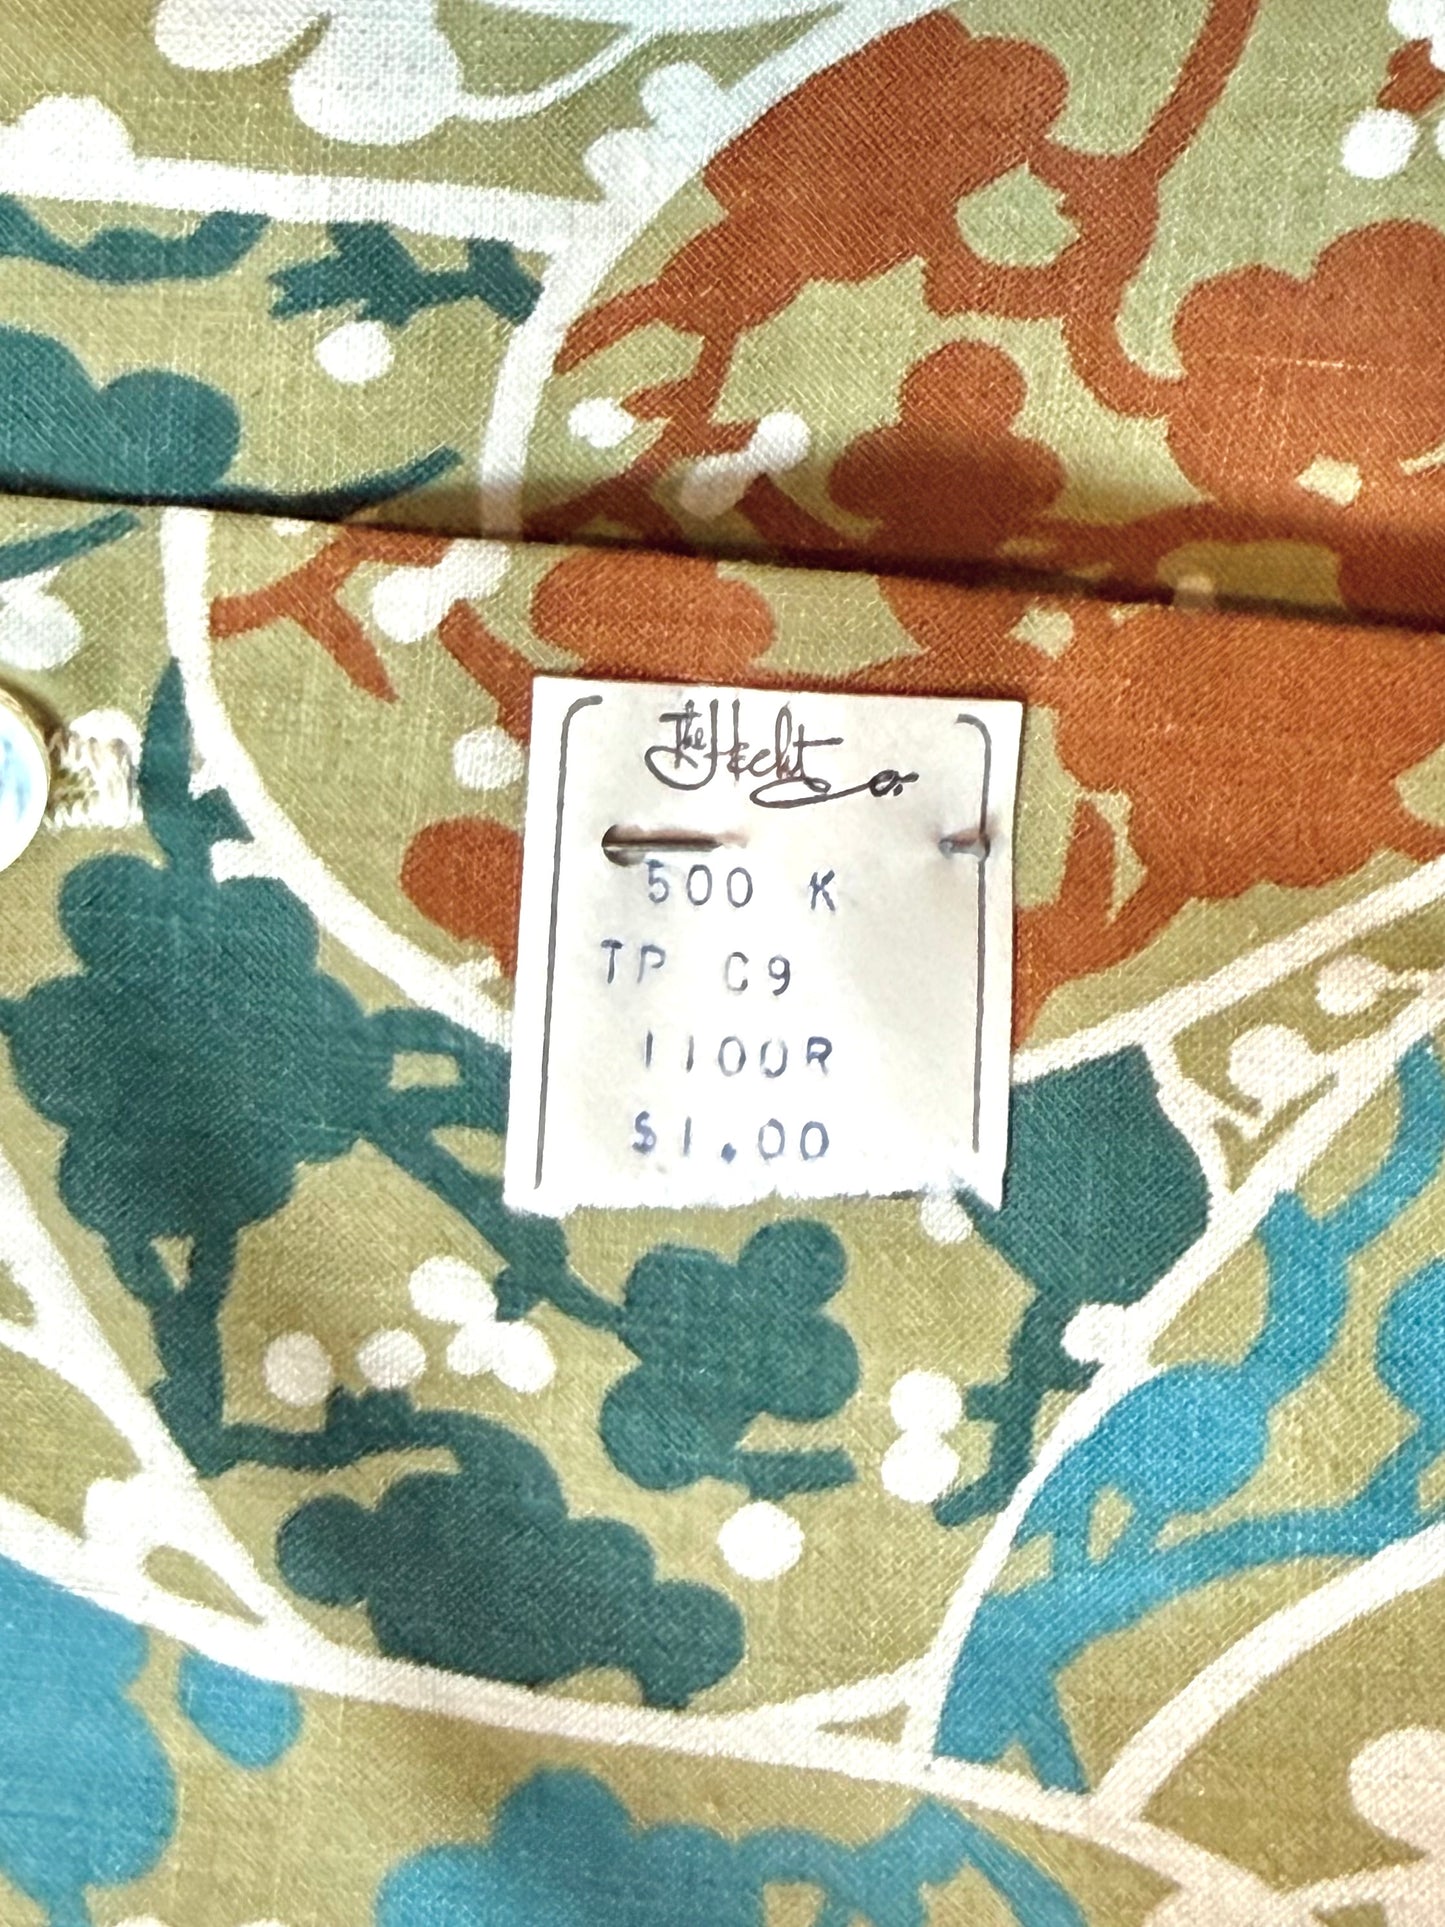 The Hecht Co.
500 K
TP C9
1100R
$1.00